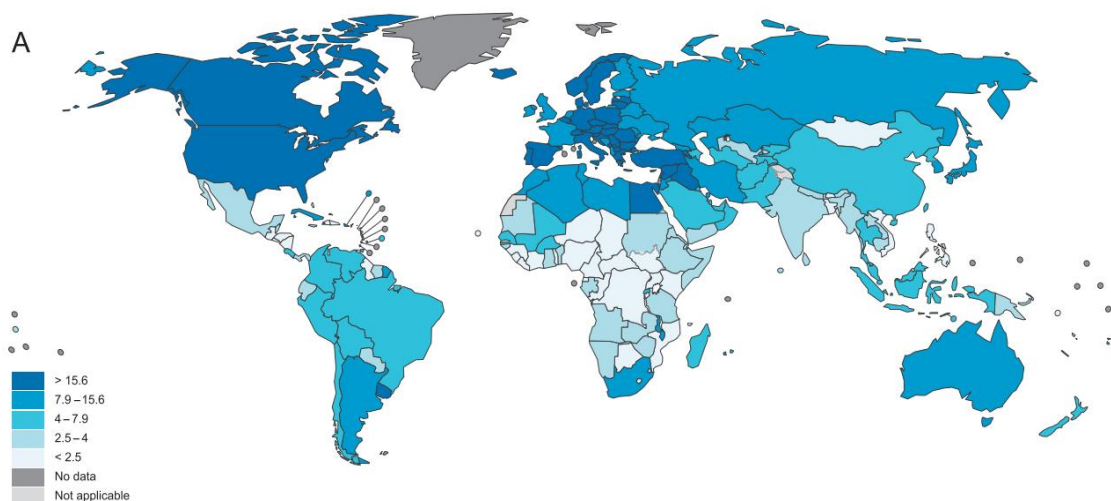 A
> 15.6
7.9–15.6
4–7.9
2.5–4
< 2.5
No data
Not applicable